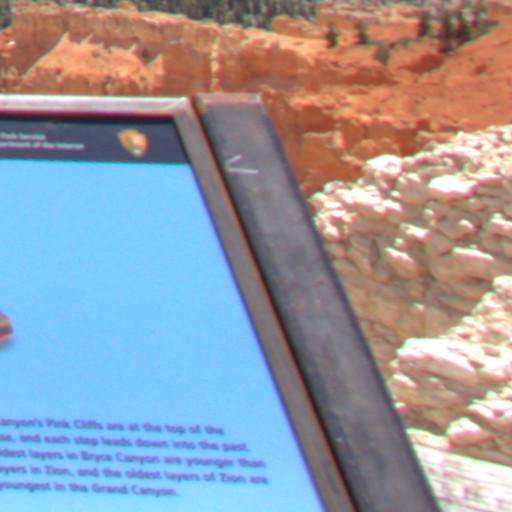 Park Service
of the Interior
Canyon's Pink Cliffs are at the top of the
and each step leads down into the past.
oldest layers in Bryce Canyon are younger than
layers in Zion, and the oldest layers of Zion are
youngest in the Grand Canyon.